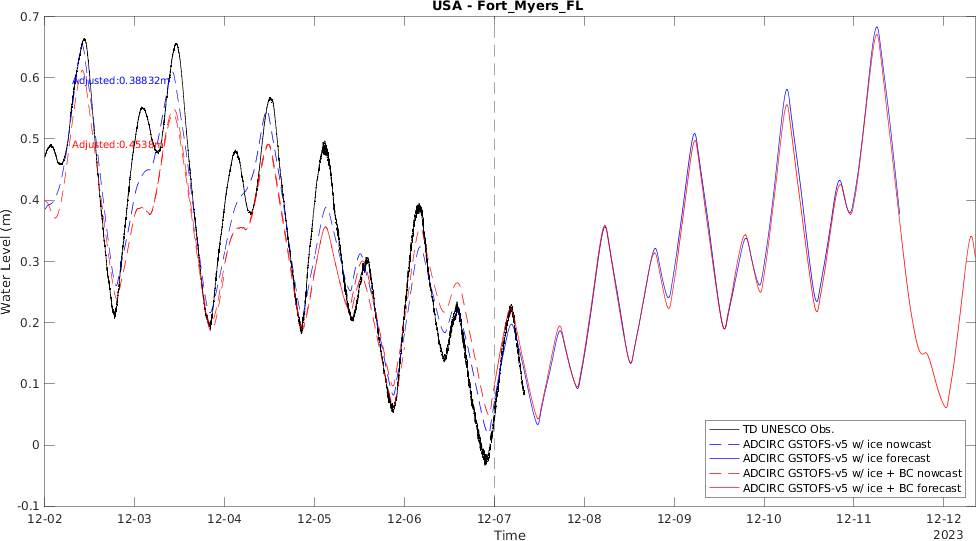 USA - Fort_Myers_FL
0.7
0.6
0.5
0.4
0.3
0.2
0.1
0
-0.1
Water Level (m)
Adjusted:0.38832m
Adjusted:0.4538m
TD UNESCO Obs.
ADCIRC GSTOFS-v5 w/ ice nowcast
ADCIRC GSTOFS-v5 w/ ice forecast
ADCIRC GSTOFS-v5 w/ ice + BC nowcast
ADCIRC GSTOFS-v5 w/ ice + BC forecast
12-02 12-03 12-04 12-05 12-06 12-07 12-08 12-09 12-10 12-11 12-12
2023
Time